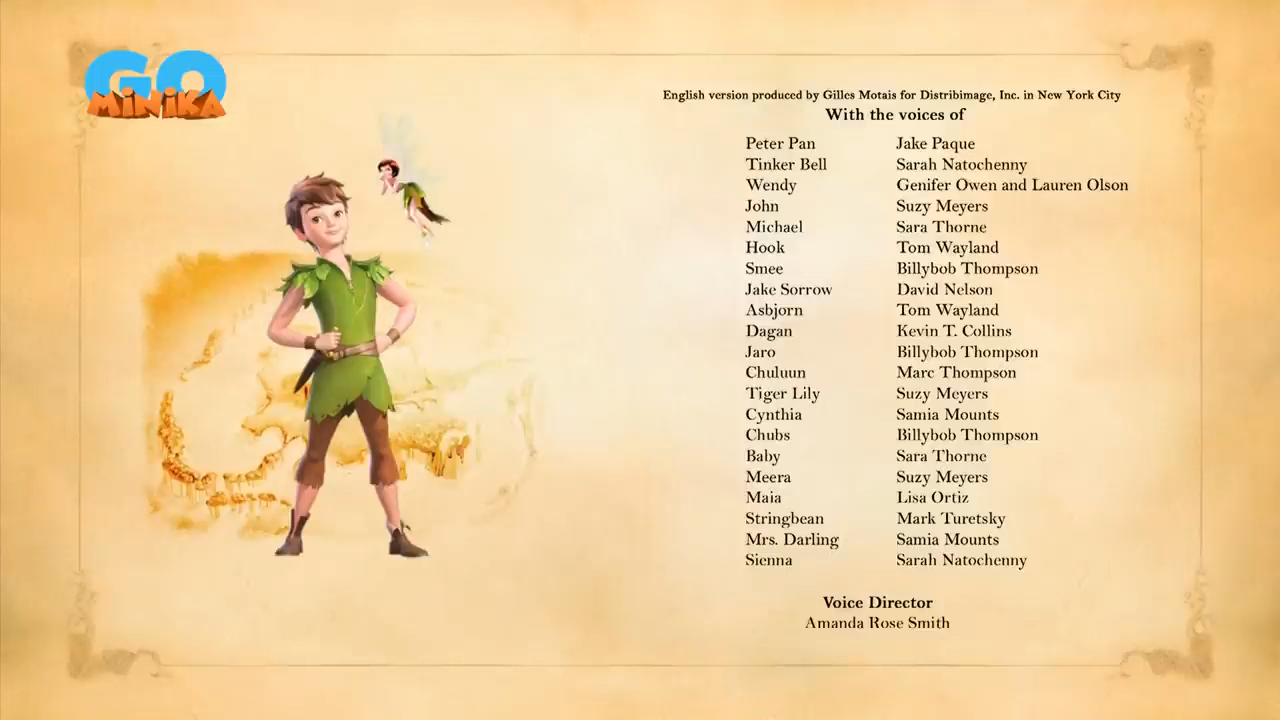 GO
MiNiKA
English version produced by Gilles Motais for Distribimage, Inc. in New York City
With the voices of
Peter Pan Jake Paque
Tinker Bell Sarah Natochenny
Wendy Genifer Owen and Lauren Olson
John Suzy Meyers
Michael Sara Thorne
Hook Tom Wayland
Smee Billybob Thompson
Jake Sorrow David Nelson
Asbjorn Tom Wayland
Dagan Kevin T. Collins
Jaro Billybob Thompson
Chuluun Marc Thompson
Tiger Lily Suzy Meyers
Cynthia Samia Mounts
Chubs Billybob Thompson
Baby Sara Thorne
Meera Suzy Meyers
Maia Lisa Ortiz
Stringbean Mark Turetsky
Mrs. Darling Samia Mounts
Sienna Sarah Natochenny
Voice Director
Amanda Rose Smith